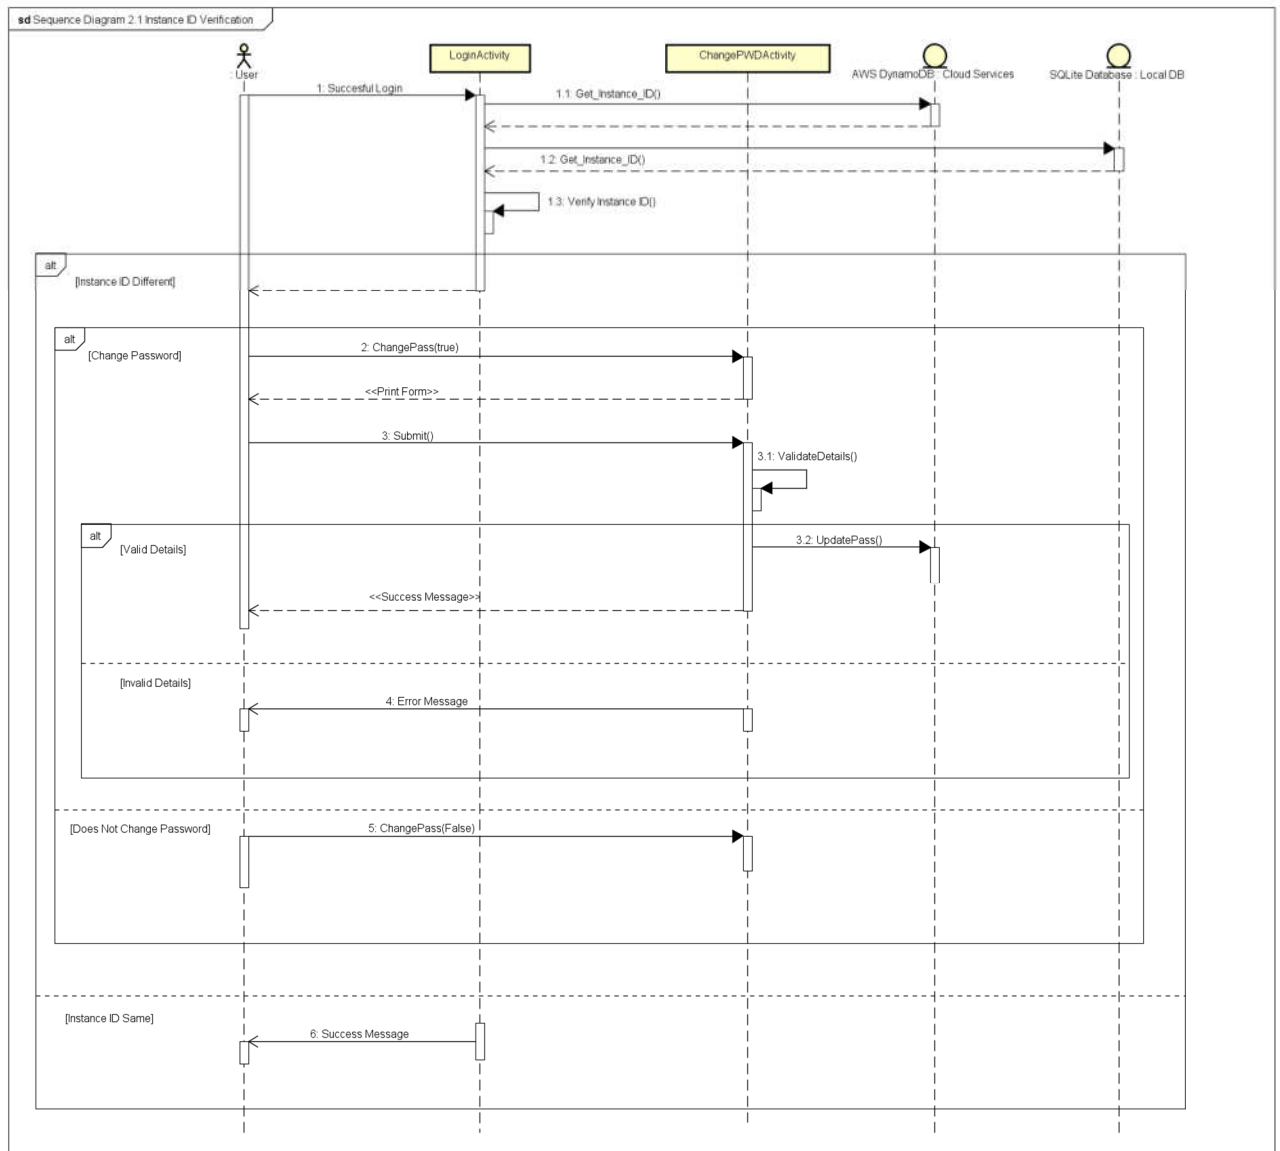 sd Sequence Diagram 2.1 Instance ID Verification
: User
LoginActivity
ChangePWDActivity
AWS DynamoDB : Cloud Services
SQLite Database : Local DB
1: Succesful Login
1.1: Get_Instance_ID()
1.2: Get_Instance_ID()
1.3: Verify Instance ID()
alt
[Instance ID Different]
alt
[Change Password]
2: ChangePass(true)
<<Print Form>>
3: Submit()
3.1: ValidateDetails()
alt
[Valid Details]
3.2: UpdatePass()
<<Success Message>>
[Invalid Details]
4: Error Message
[Does Not Change Password]
5: ChangePass(False)
[Instance ID Same]
6: Success Message